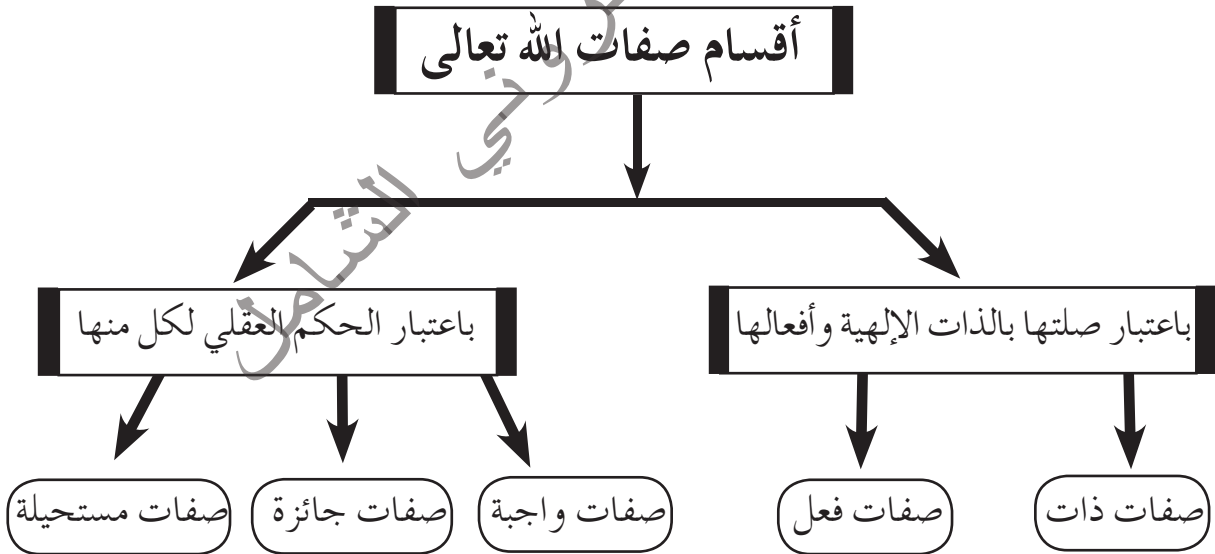 أقسام صفات الله تعالى
باعتبار صلتها بالذات الإلهية وأفعالها
باعتبار الحكم العقلي لكل منها
صفات ذات
صفات فعل
صفات واجبة
صفات جائزة
صفات مستحيلة
الشامل